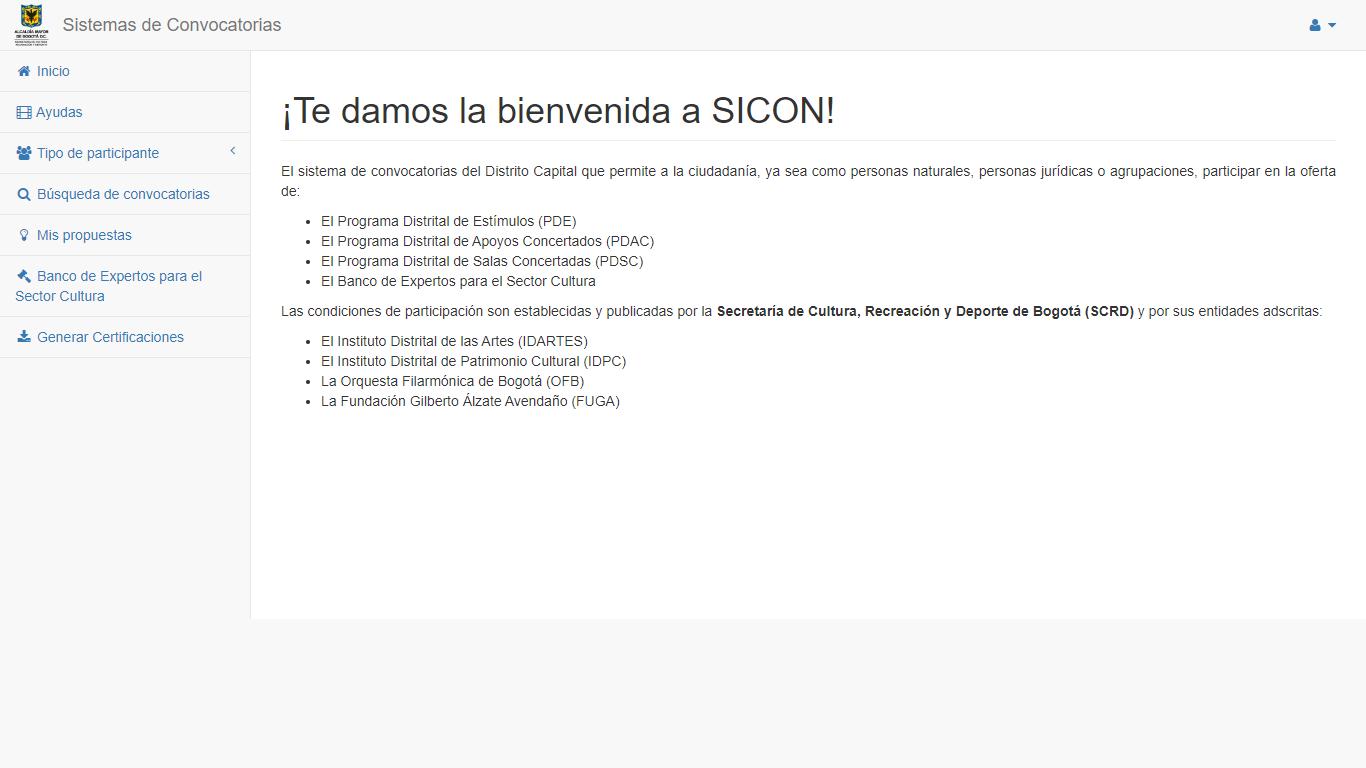 ALCALDÍA MAYOR
DE BOGOTÁ D.C.
Sistemas de Convocatorias
Inicio
Ayudas
Tipo de participante
Búsqueda de convocatorias
Mis propuestas
Banco de Expertos para el
Sector Cultura
Generar Certificaciones
¡Te damos la bienvenida a SICON!
El sistema de convocatorias del Distrito Capital que permite a la ciudadanía, ya sea como personas naturales, personas jurídicas o agrupaciones, participar en la oferta
de:
• El Programa Distrital de Estímulos (PDE)
• El Programa Distrital de Apoyos Concertados (PDAC)
• El Programa Distrital de Salas Concertadas (PDSC)
• El Banco de Expertos para el Sector Cultura
Las condiciones de participación son establecidas y publicadas por la Secretaría de Cultura, Recreación y Deporte de Bogotá (SCRD) y por sus entidades adscritas:
• El Instituto Distrital de las Artes (IDARTES)
• El Instituto Distrital de Patrimonio Cultural (IDPC)
• La Orquesta Filarmónica de Bogotá (OFB)
• La Fundación Gilberto Álzate Avendaño (FUGA)